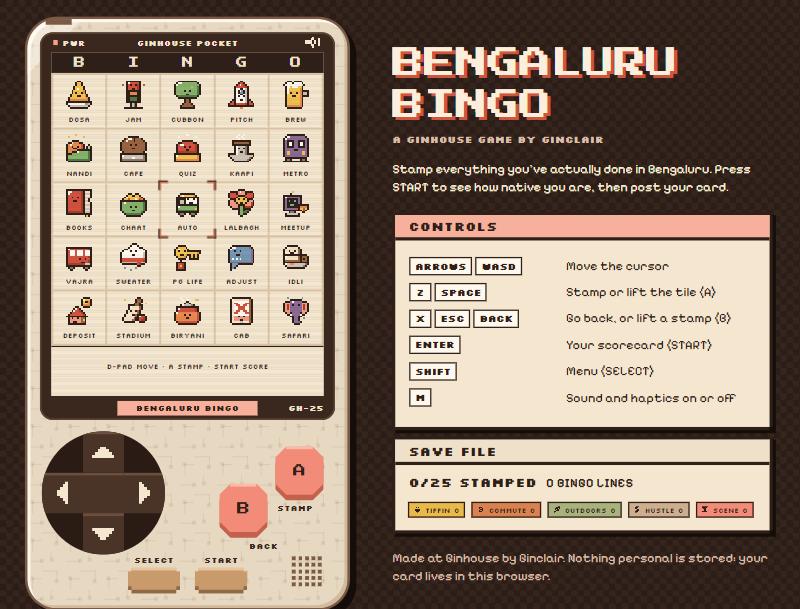 PWR GINHOUSE POCKET
B I N G O
DOSA JAM CUBBON PITCH BREW
NANDI CAFE QUIZ KAAPI METRO
BOOKS CHAAT AUTO LALBAGH MEETUP
VAJRA SWEATER PG LIFE ADJUST IDLI
DEPOSIT STADIUM BIRYANI CAB SAFARI
D-PAD MOVE · A STAMP · START SCORE
BENGALURU BINGO GH-25
A
STAMP
B
BACK
SELECT START
BENGALURU
BINGO
A GINHOUSE GAME BY GINCLAIR
Stamp everything you've actually done in Bengaluru. Press
START to see how native you are, then post your card.
CONTROLS
ARROWS WASD Move the cursor
Z SPACE Stamp or lift the tile (A)
X ESC BACK Go back, or lift a stamp (B)
ENTER Your scorecard (START)
SHIFT Menu (SELECT)
M Sound and haptics on or off
SAVE FILE
0/25 STAMPED 0 BINGO LINES
TIFFIN 0 COMMUTE 0 OUTDOORS 0 HUSTLE 0 SCENE 0
Made at Ginhouse by Ginclair. Nothing personal is stored; your
card lives in this browser.